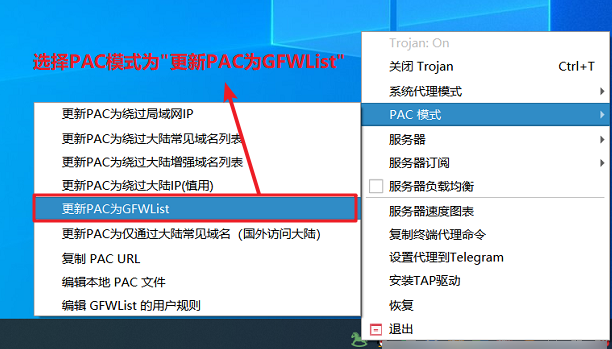 选择PAC模式为"更新PAC为GFWList"
Trojan: On
关闭 Trojan Ctrl+T
系统代理模式
PAC 模式
服务器
服务器订阅
服务器负载均衡
服务器速度图表
复制终端代理命令
设置代理到Telegram
安装TAP驱动
恢复
退出
更新PAC为绕过局域网IP
更新PAC为绕过大陆常见域名列表
更新PAC为绕过大陆增强域名列表
更新PAC为绕过大陆IP(慎用)
更新PAC为GFWList
更新PAC为仅通过大陆常见域名（国外访问大陆）
复制 PAC URL
编辑本地 PAC 文件
编辑 GFWList 的用户规则